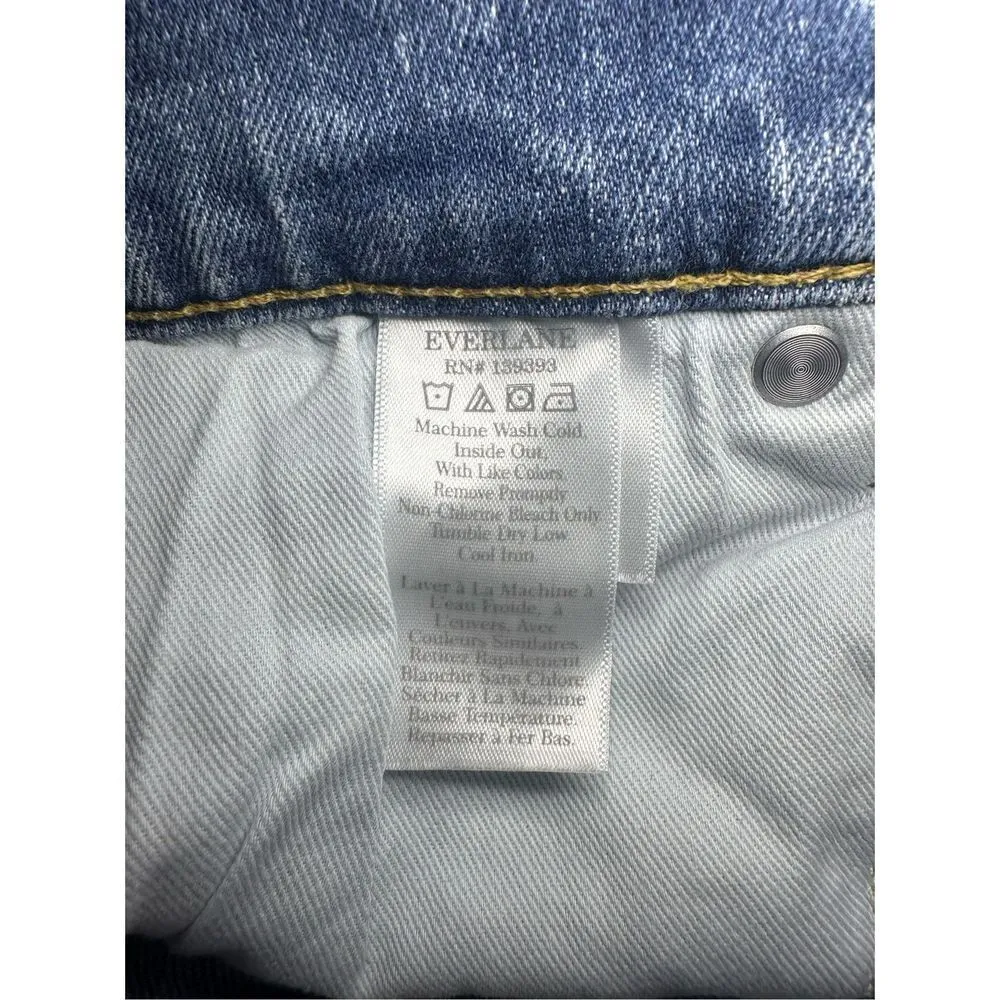 EVERLANE
RN# 139393
Machine Wash Cold,
Inside Out,
With Like Colors.
Remove Promptly
Non-Chlorine Bleach Only
Tumble Dry Low
Cool Iron.
Laver à La Machine à
L'eau Froide, à
L'envers, Avec
Couleurs Similaires.
Retirez Rapidement
Blanchir Sans Chlore
Sécher à La Machine
Basse Température.
Repasser à Fer Bas.